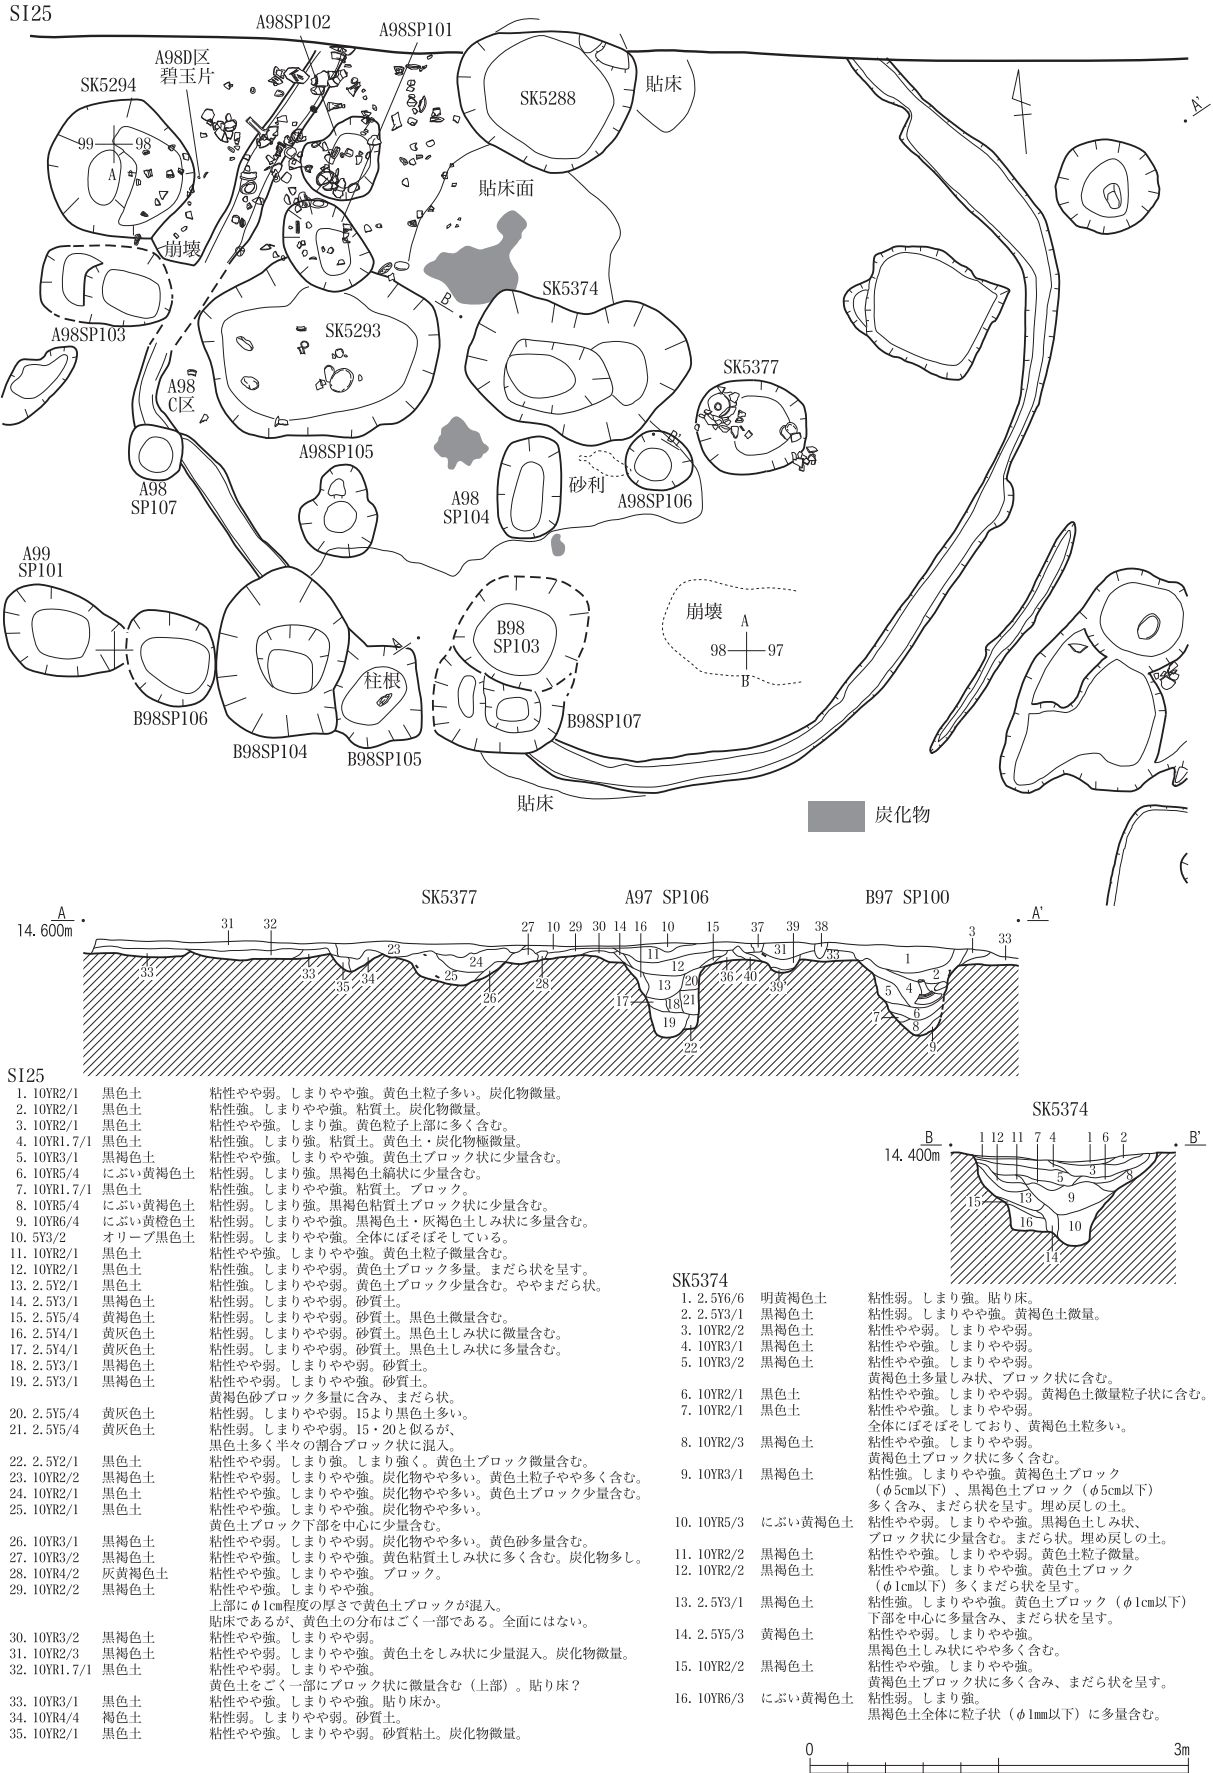 SI25
A98SP102
A98SP101
A98D区
碧玉片
SK5294
SK5288
貼床
A'
99
98
A
貼床面
崩壊
B
SK5374
A98SP103
SK5293
SK5377
A98
C区
A98SP105
B'
砂利
A98SP106
A98
SP104
A98
SP107
A99
SP101
崩壊
A
98
97
B
B98
SP103
A
柱根
B98SP106
B98SP107
B98SP104
B98SP105
貼床
炭化物
SK5377
A97 SP106
B97 SP100
A
14.600m
A'
31 32 27 10 29 30 14 16 10 15 37 39 38 3 33
23 24 25 26 28 33 33 35 34
11 12 13 20 17 18 21 19 22 36 40 31 39' 33
1 2 5 4 6 7 8 9
SI25
1. 10YR2/1 黒色土 粘性やや弱。しまりやや強。黄色土粒子多い。炭化物微量。
2. 10YR2/1 黒色土 粘性強。しまりやや強。粘質土。炭化物微量。
3. 10YR2/1 黒色土 粘性やや強。しまり強。黄色粒子上部に多く含む。
4. 10YR1.7/1 黒色土 粘性強。しまり強。粘質土。黄色土・炭化物極微量。
5. 10YR3/1 黒褐色土 粘性やや強。しまりやや強。黄色土ブロック状に少量含む。
6. 10YR5/4 にぶい黄褐色土 粘性弱。しまり強。黒褐色土縞状に少量含む。
7. 10YR1.7/1 黒色土 粘性強。しまりやや強。粘質土。ブロック。
8. 10YR5/4 にぶい黄褐色土 粘性弱。しまり強。黒褐色粘質土ブロック状に少量含む。
9. 10YR6/4 にぶい黄橙色土 粘性弱。しまりやや強。黒褐色土・灰褐色土しみ状に多量含む。
10. 5Y3/2 オリーブ黒色土 粘性弱。しまりやや強。全体にぼそぼそしている。
11. 10YR2/1 黒色土 粘性やや強。しまりやや強。黄色土粒子微量含む。
12. 10YR2/1 黒色土 粘性強。しまりやや弱。黄色土ブロック多量。まだら状を呈す。
13. 2.5Y2/1 黒色土 粘性強。しまりやや弱。黄色土ブロック少量含む。ややまだら状。
14. 2.5Y3/1 黒褐色土 粘性弱。しまりやや弱。砂質土。
15. 2.5Y5/4 黄褐色土 粘性弱。しまりやや弱。砂質土。黒色土微量含む。
16. 2.5Y4/1 黄灰色土 粘性弱。しまりやや弱。砂質土。黒色土しみ状に微量含む。
17. 2.5Y4/1 黄灰色土 粘性弱。しまりやや弱。砂質土。黒色土しみ状に多量含む。
18. 2.5Y3/1 黒褐色土 粘性やや弱。しまりやや弱。砂質土。
19. 2.5Y3/1 黒褐色土 粘性やや弱。しまりやや強。砂質土。
黄褐色砂ブロック多量に含み、まだら状。
20. 2.5Y5/4 黄灰色土 粘性弱。しまりやや弱。15より黒色土多い。
21. 2.5Y5/4 黄灰色土 粘性弱。しまりやや弱。15・20と似るが、
黒色土多く半々の割合ブロック状に混入。
22. 2.5Y2/1 黒色土 粘性やや弱。しまり強。しまり強く。黄色土ブロック微量含む。
23. 10YR2/2 黒褐色土 粘性やや弱。しまりやや強。炭化物やや多い。黄色土粒子やや多く含む。
24. 10YR2/1 黒色土 粘性やや強。しまりやや強。炭化物やや多い。黄色土ブロック少量含む。
25. 10YR2/1 黒色土 粘性やや強。しまりやや強。炭化物やや多い。
黄色土ブロック下部を中心に少量含む。
26. 10YR3/1 黒褐色土 粘性やや弱。しまりやや弱。炭化物やや多い。黄色砂多量含む。
27. 10YR3/2 黒褐色土 粘性やや強。しまりやや強。黄色粘質土しみ状に多く含む。炭化物多し。
28. 10YR4/2 灰黄褐色土 粘性やや強。しまりやや強。ブロック。
29. 10YR2/2 黒褐色土 粘性やや強。しまりやや強。
上部にφ1cm程度の厚さで黄色土ブロックが混入。
貼床であるが、黄色土の分布はごく一部である。全面にはない。
30. 10YR3/2 黒褐色土 粘性やや強。しまりやや弱。
31. 10YR2/3 黒褐色土 粘性やや弱。しまりやや強。黄色土をしみ状に少量混入。炭化物微量。
32. 10YR1.7/1 黒色土 粘性やや弱。しまりやや強。
黄色土をごく一部にブロック状に微量含む（上部）。貼り床？
33. 10YR3/1 黒色土 粘性やや強。しまりやや強。貼り床か。
34. 10YR4/4 褐色土 粘性弱。しまりやや弱。砂質土。
35. 10YR2/1 黒色土 粘性やや強。しまりやや弱。砂質粘土。炭化物微量。
SK5374
B
14.400m
B'
1 12 11 7 4 1 6 2
5 3 8 15 13 9 16 10 14
SK5374
1. 2.5Y6/6 明黄褐色土 粘性弱。しまり強。貼り床。
2. 2.5Y3/1 黒褐色土 粘性弱。しまりやや強。黄褐色土微量。
3. 10YR2/2 黒褐色土 粘性やや弱。しまりやや弱。
4. 10YR3/1 黒褐色土 粘性やや強。しまりやや弱。
5. 10YR3/2 黒褐色土 粘性やや強。しまりやや弱。
黄褐色土多量しみ状、ブロック状に含む。
6. 10YR2/1 黒色土 粘性やや強。しまりやや弱。黄褐色土微量粒子状に含む。
7. 10YR2/1 黒色土 粘性やや強。しまりやや弱。
全体にぼそぼそしており、黄褐色土粒多い。
8. 10YR2/3 黒褐色土 粘性やや強。しまりやや弱。
黄褐色土ブロック状に多く含む。
9. 10YR3/1 黒褐色土 粘性強。しまりやや強。黄褐色土ブロック
（φ5cm以下）、黒褐色土ブロック（φ5cm以下）
多く含み、まだら状を呈す。埋め戻しの土。
10. 10YR5/3 にぶい黄褐色土 粘性やや弱。しまりやや強。黒褐色土しみ状、
ブロック状に少量含む。まだら状。埋め戻しの土。
11. 10YR2/2 黒褐色土 粘性やや強。しまりやや弱。黄色土粒子微量。
12. 10YR2/2 黒褐色土 粘性やや強。しまりやや強。黄色土ブロック
（φ1cm以下）多くまだら状を呈す。
13. 2.5Y3/1 黒褐色土 粘性強。しまりやや強。黄色土ブロック（φ1cm以下）
下部を中心に多量含み、まだら状を呈す。
14. 2.5Y5/3 黄褐色土 粘性やや弱。しまりやや強。
黒褐色土しみ状にやや多く含む。
15. 10YR2/2 黒褐色土 粘性やや強。しまりやや強。
黄褐色土ブロック状に多く含み、まだら状を呈す。
16. 10YR6/3 にぶい黄褐色土 粘性弱。しまり強。
黒褐色土全体に粒子状（φ1mm以下）に多量含む。
0 3m